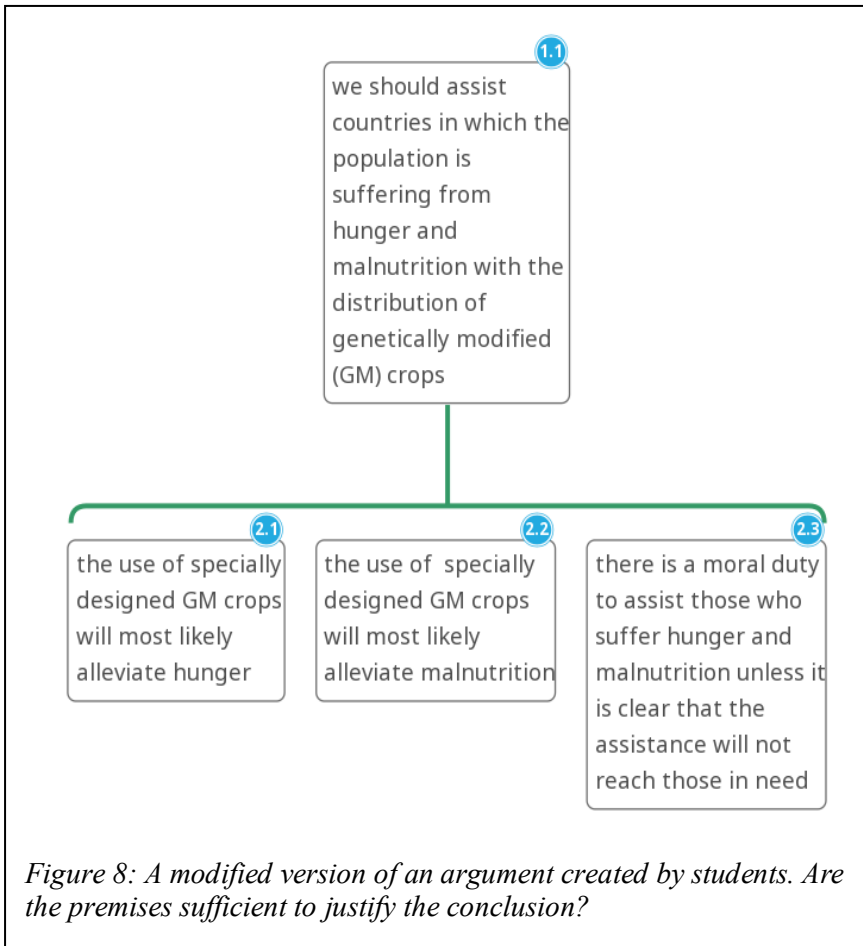 1.1
we should assist
countries in which the
population is
suffering from
hunger and
malnutrition with the
distribution of
genetically modified
(GM) crops
2.1
the use of specially
designed GM crops
will most likely
alleviate hunger
2.2
the use of  specially
designed GM crops
will most likely
alleviate malnutrition
2.3
there is a moral duty
to assist those who
suffer hunger and
malnutrition unless it
is clear that the
assistance will not
reach those in need
Figure 8: A modified version of an argument created by students. Are
the premises sufficient to justify the conclusion?